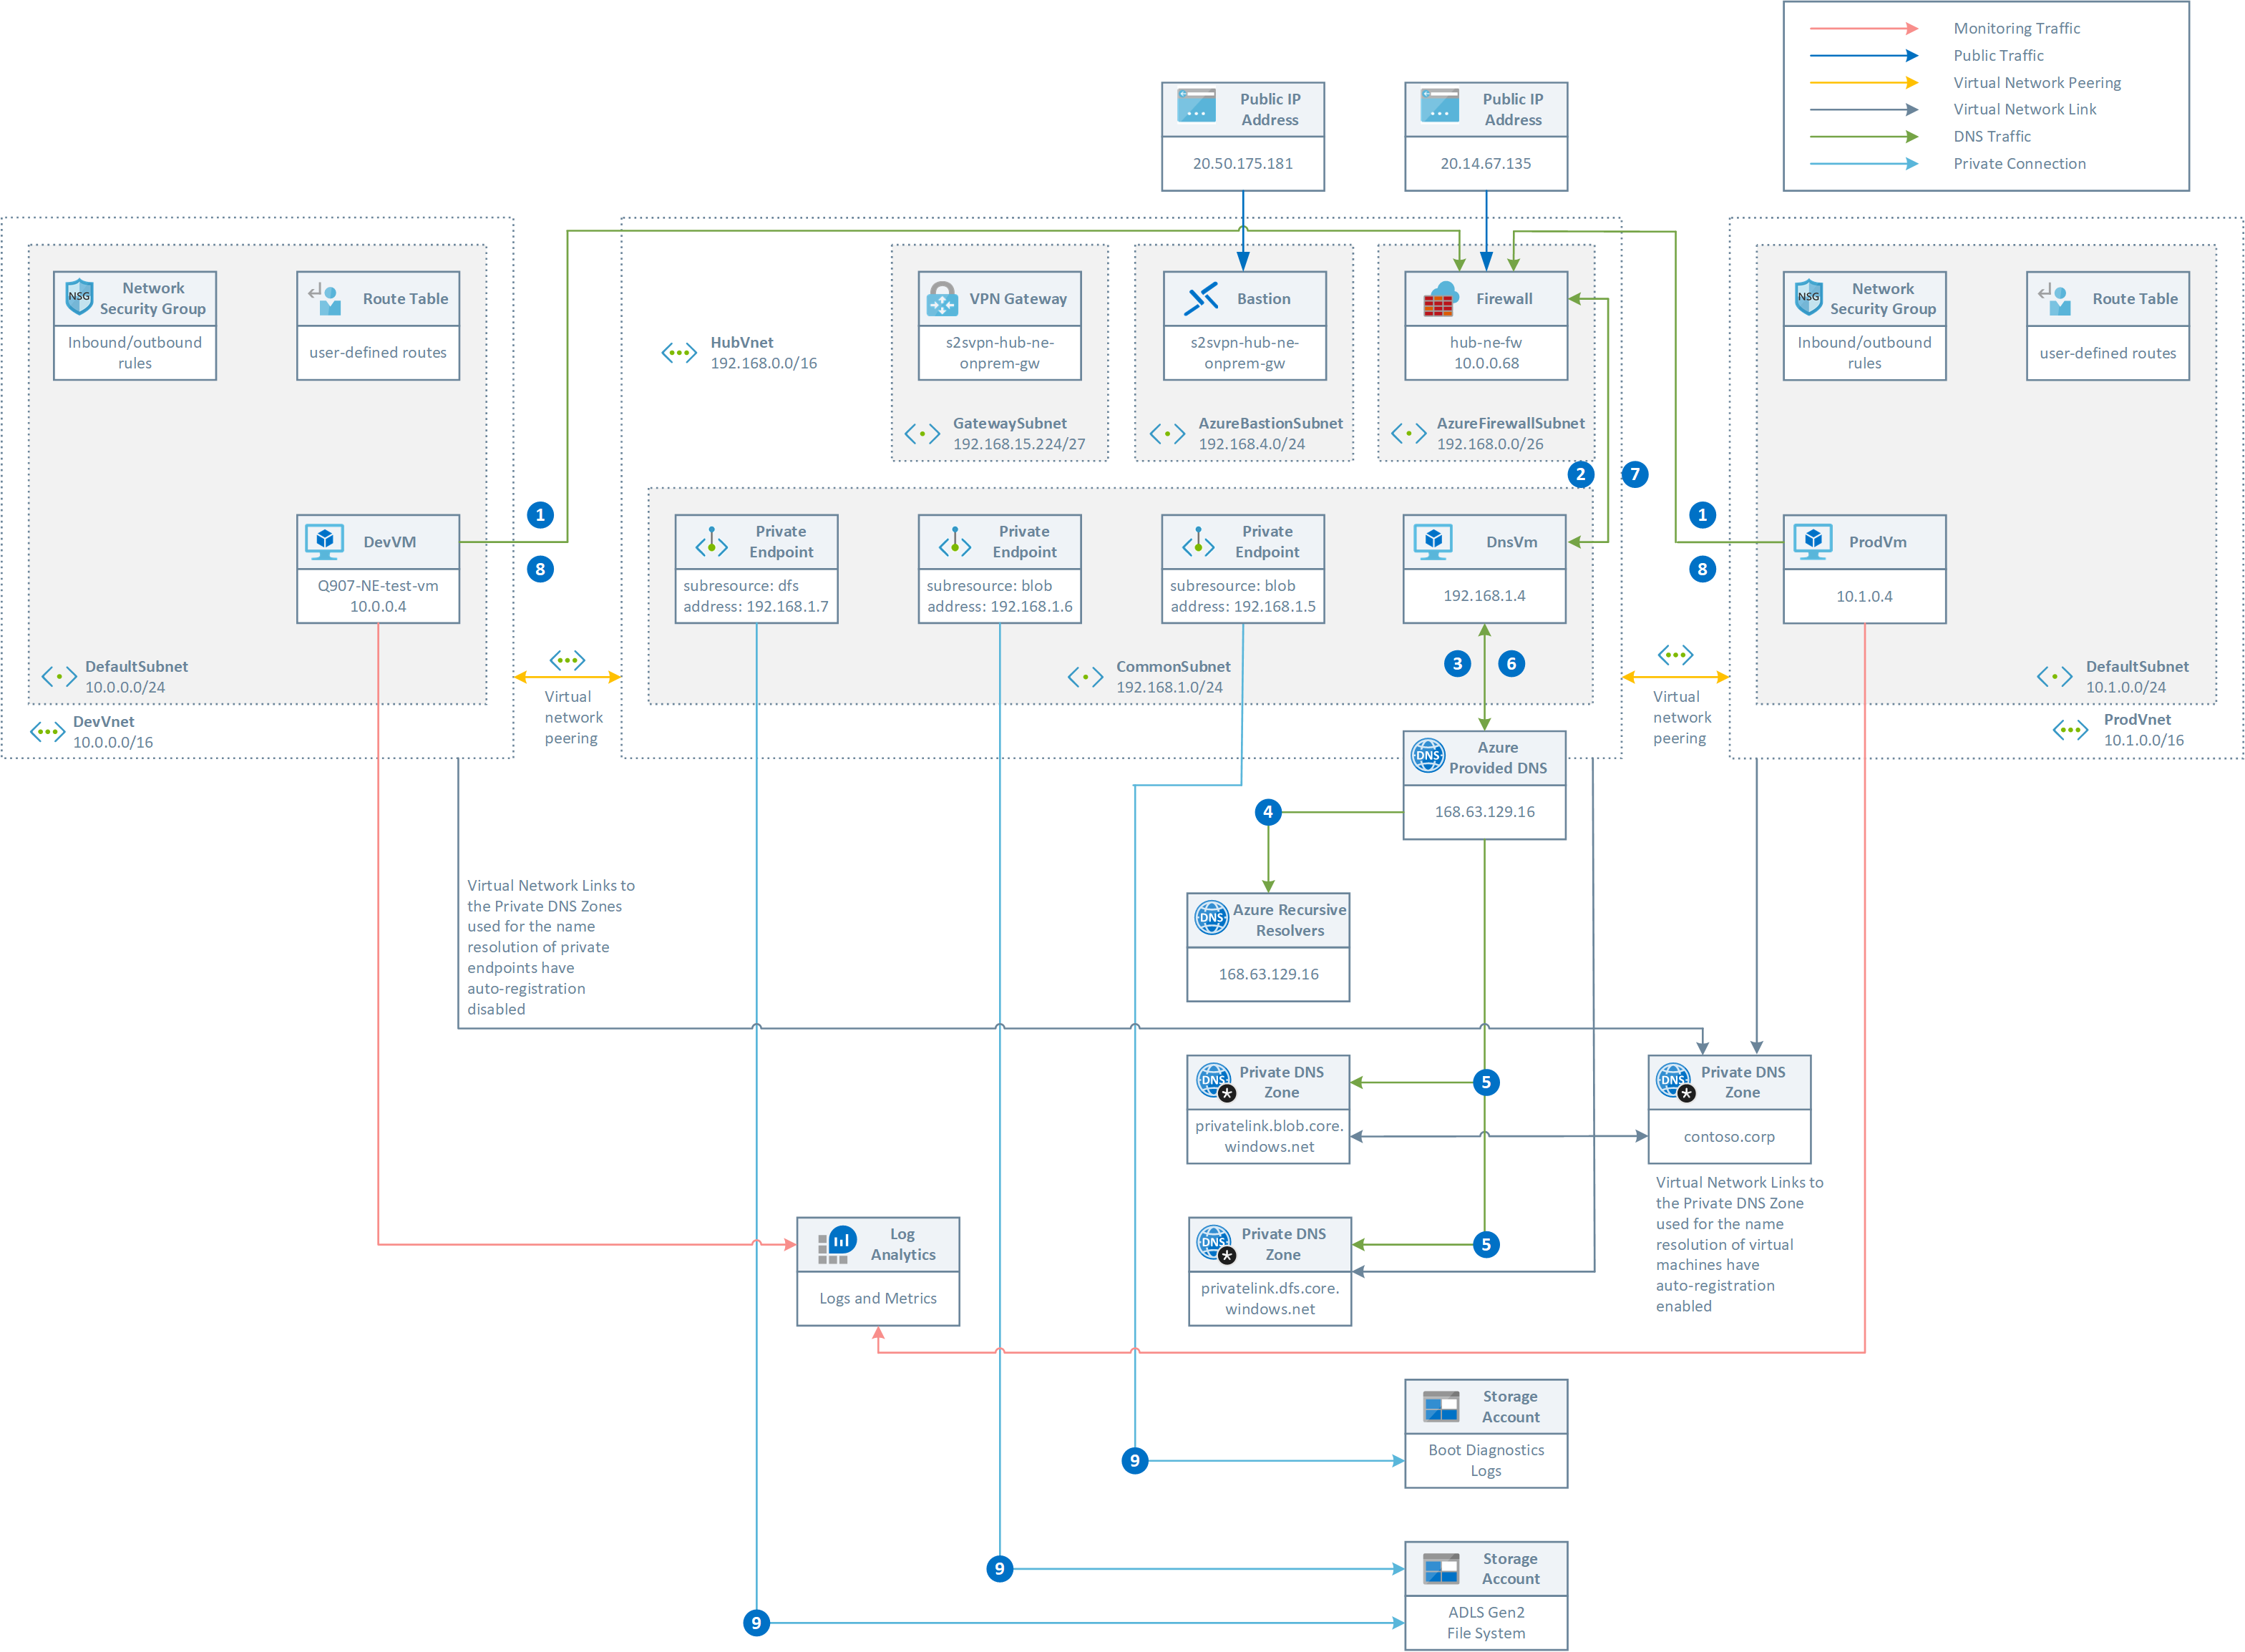 Monitoring Traffic
Public Traffic
Virtual Network Peering
Virtual Network Link
DNS Traffic
Private Connection
Public IP
Address
20.50.175.181
Public IP
Address
20.14.67.135
NSG
Network
Security Group
Inbound/outbound
rules
Route Table
user-defined routes
HubVnet
192.168.0.0/16
VPN Gateway
s2svpn-hub-ne-
onprem-gw
GatewaySubnet
192.168.15.224/27
Bastion
s2svpn-hub-ne-
onprem-gw
AzureBastionSubnet
192.168.4.0/24
Firewall
hub-ne-fw
10.0.0.68
AzureFirewallSubnet
192.168.0.0/26
NSG
Network
Security Group
Inbound/outbound
rules
Route Table
user-defined routes
2
7
1
8
1
8
DevVM
Q907-NE-test-vm
10.0.0.4
DefaultSubnet
10.0.0.0/24
DevVnet
10.0.0.0/16
Virtual
network
peering
Private
Endpoint
subresource: dfs
address: 192.168.1.7
Private
Endpoint
subresource: blob
address: 192.168.1.6
Private
Endpoint
subresource: blob
address: 192.168.1.5
DnsVm
192.168.1.4
CommonSubnet
192.168.1.0/24
3
6
Virtual
network
peering
ProdVm
10.1.0.4
DefaultSubnet
10.1.0.0/24
ProdVnet
10.1.0.0/16
DNS
Azure
Provided DNS
168.63.129.16
4
Virtual Network Links to
the Private DNS Zones
used for the name
resolution of private
endpoints have
auto-registration
disabled
DNS
Azure Recursive
Resolvers
168.63.129.16
DNS
Private DNS
Zone
privatelink.blob.core.
windows.net
5
DNS
Private DNS
Zone
contoso.corp
Virtual Network Links to
the Private DNS Zone
used for the name
resolution of virtual
machines have
auto-registration
enabled
Log
Analytics
Logs and Metrics
DNS
Private DNS
Zone
privatelink.dfs.core.
windows.net
5
Storage
Account
Boot Diagnostics
Logs
9
Storage
Account
ADLS Gen2
File System
9
9